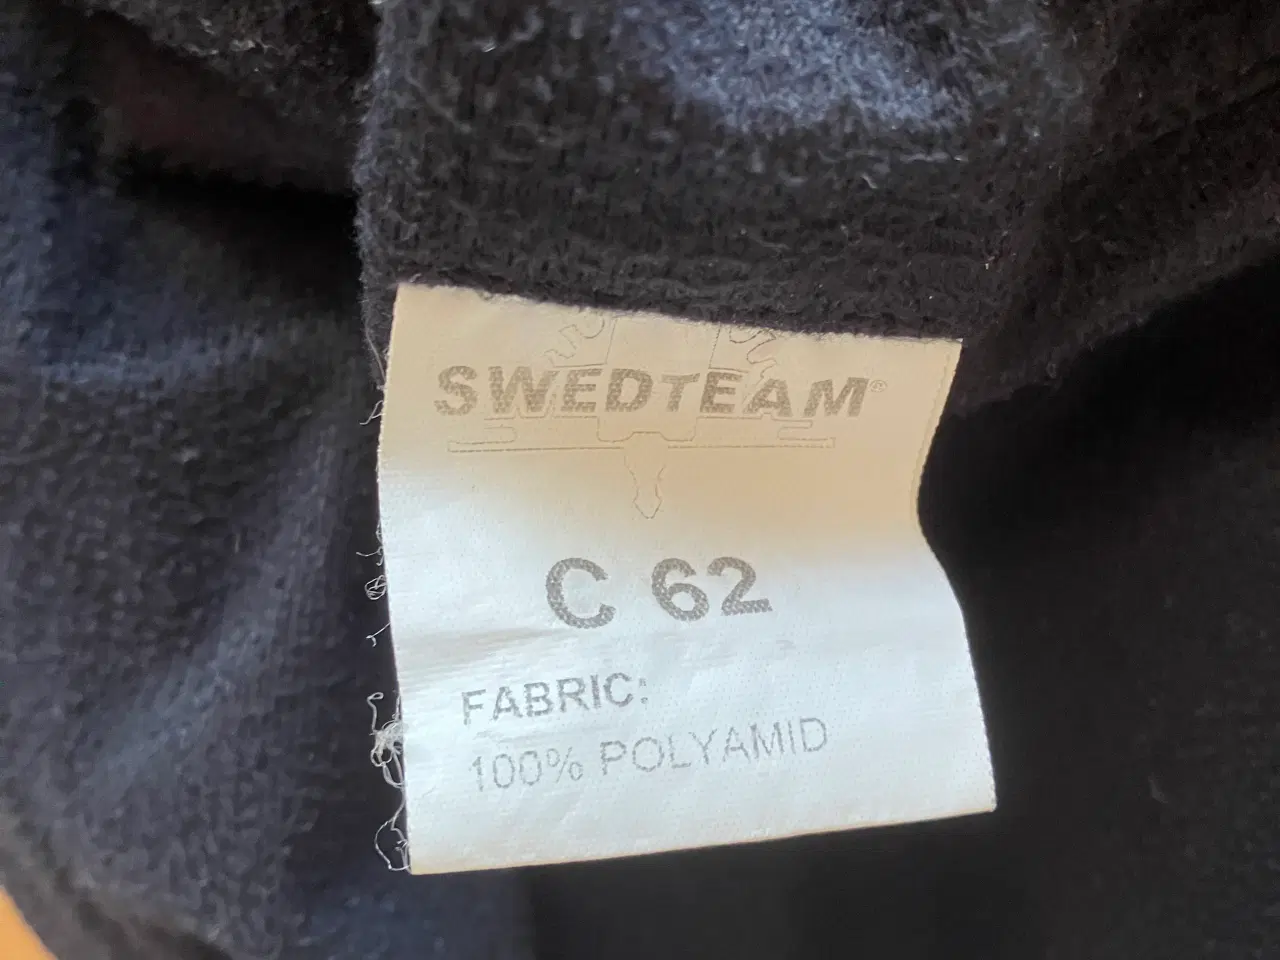 SWEDTEAM®
C 62
FABRIC:
100% POLYAMID